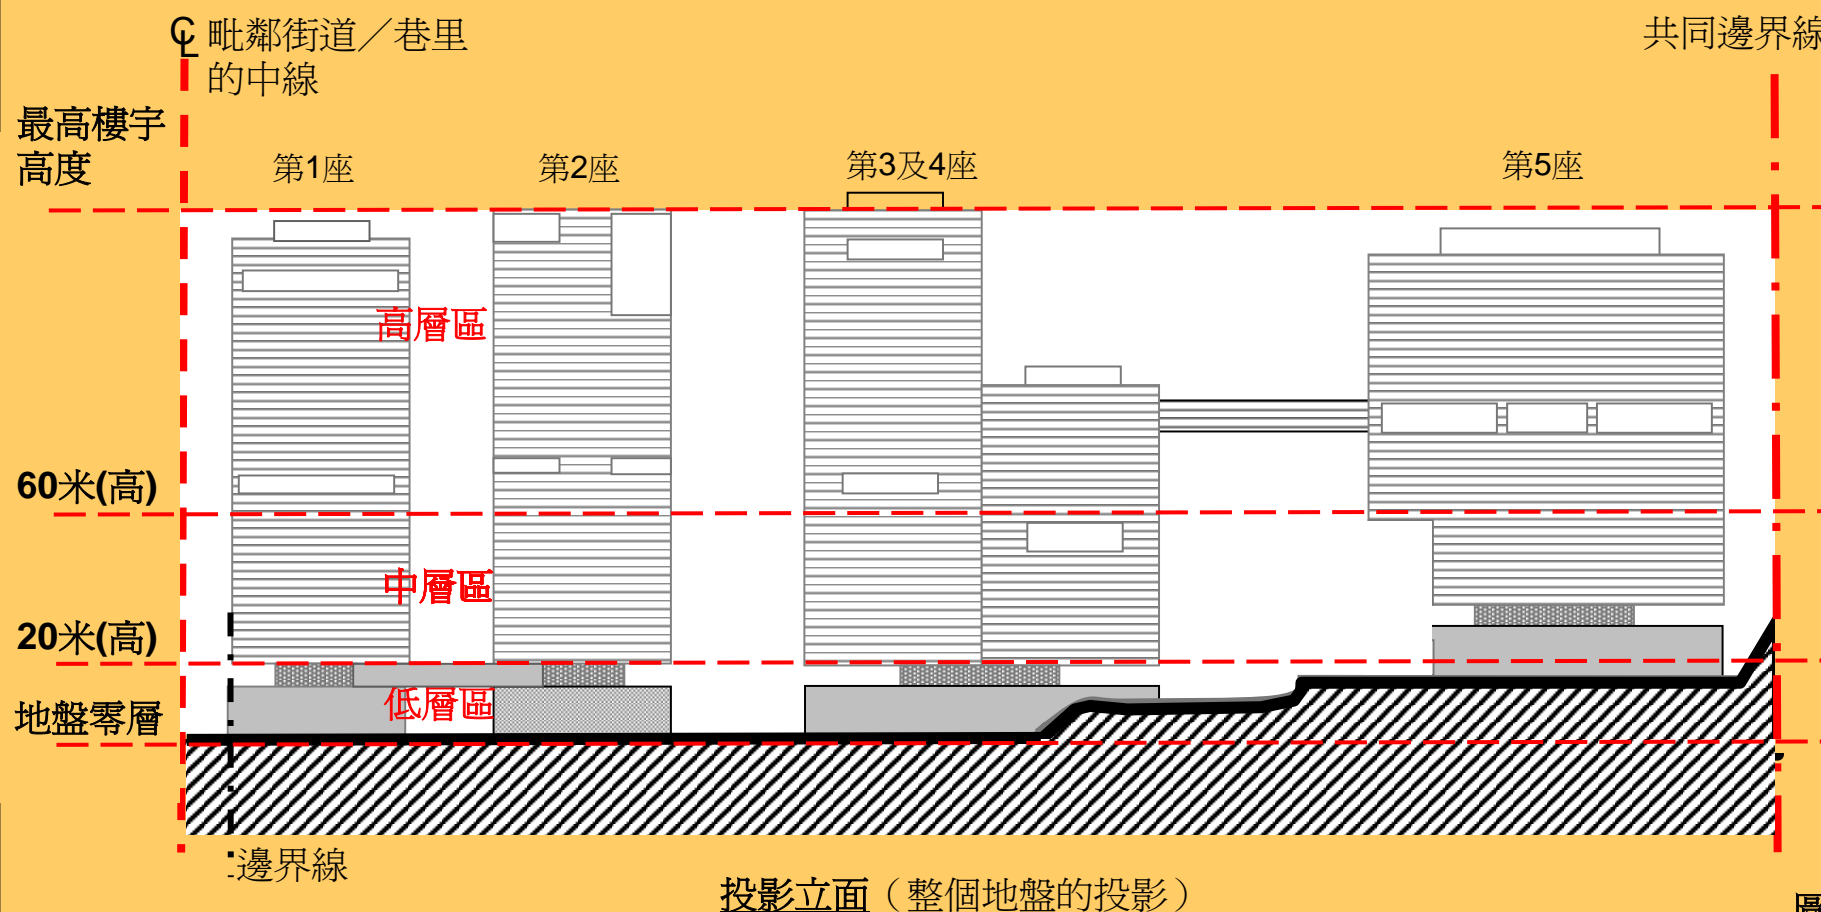 ℄ 毗鄰街道／巷里
的中線
共同邊界線
最高樓宇
高度
第1座
第2座
第3及4座
第5座
高層區
60米(高)
中層區
20米(高)
低層區
地盤零層
邊界線
投影立面（整個地盤的投影）